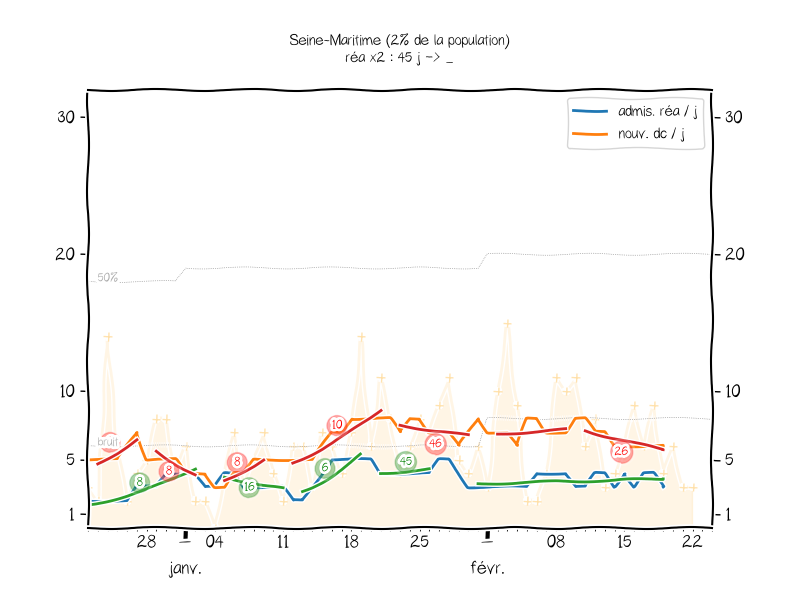 Seine-Maritime (2% de la population)
réa x2 : 45 j -> _
admis. réa / j
nouv. dc / j
30 30
20 20
50%
10 10
10
46
26
bruit
8
8
8
16
6
45
5 5
1 1
28 1 04 11 18 25 1 08 15 22
janv. févr.